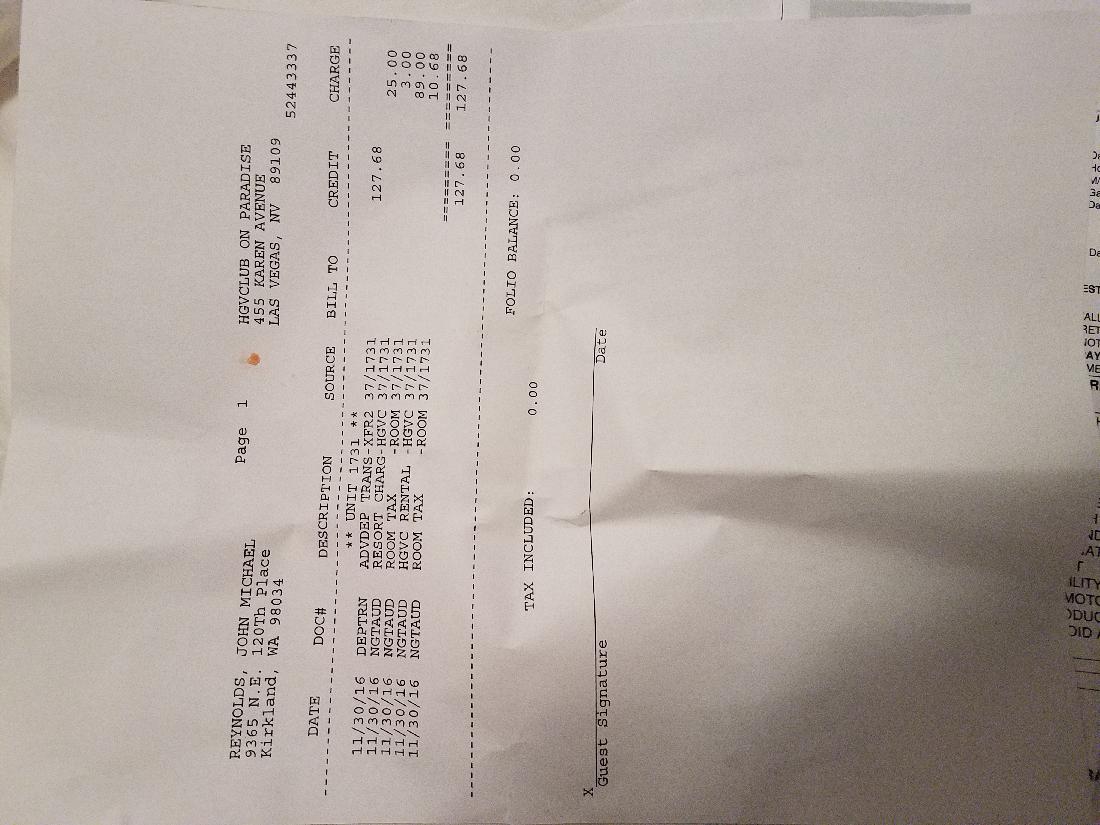 REYNOLDS, JOHN MICHAEL Page 1 HGVCLUB ON PARADISE
9365 N.E. 120Th Place 455 KAREN AVENUE
Kirkland, WA 98034 LAS VEGAS, NV 89109
52443337
DATE DOC# DESCRIPTION SOURCE BILL TO CREDIT CHARGE
** UNIT 1731 **
11/30/16 DEPTRN ADVDEP TRANS-XFR2 37/1731 127.68
11/30/16 NGTAUD RESORT CHARG-HGVC 37/1731 25.00
11/30/16 NGTAUD ROOM TAX -ROOM 37/1731 3.00
11/30/16 NGTAUD HGVC RENTAL -HGVC 37/1731 89.00
11/30/16 NGTAUD ROOM TAX -ROOM 37/1731 10.68
========= =========
127.68 127.68
FOLIO BALANCE: 0.00
TAX INCLUDED: 0.00
X
Guest Signature Date